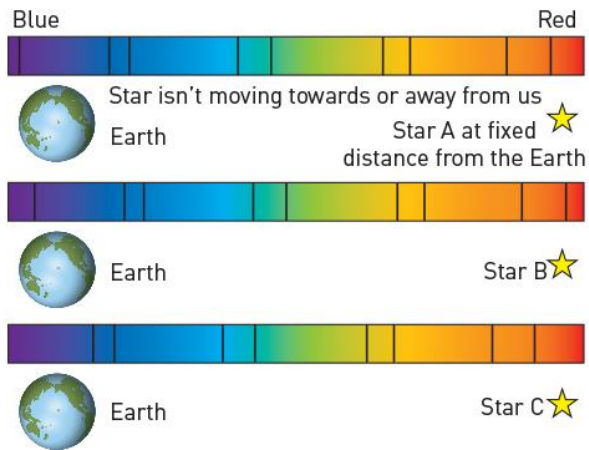 Blue Red
Star isn't moving towards or away from us
Earth
Star A at fixed
distance from the Earth
Earth
Star B
Earth
Star C